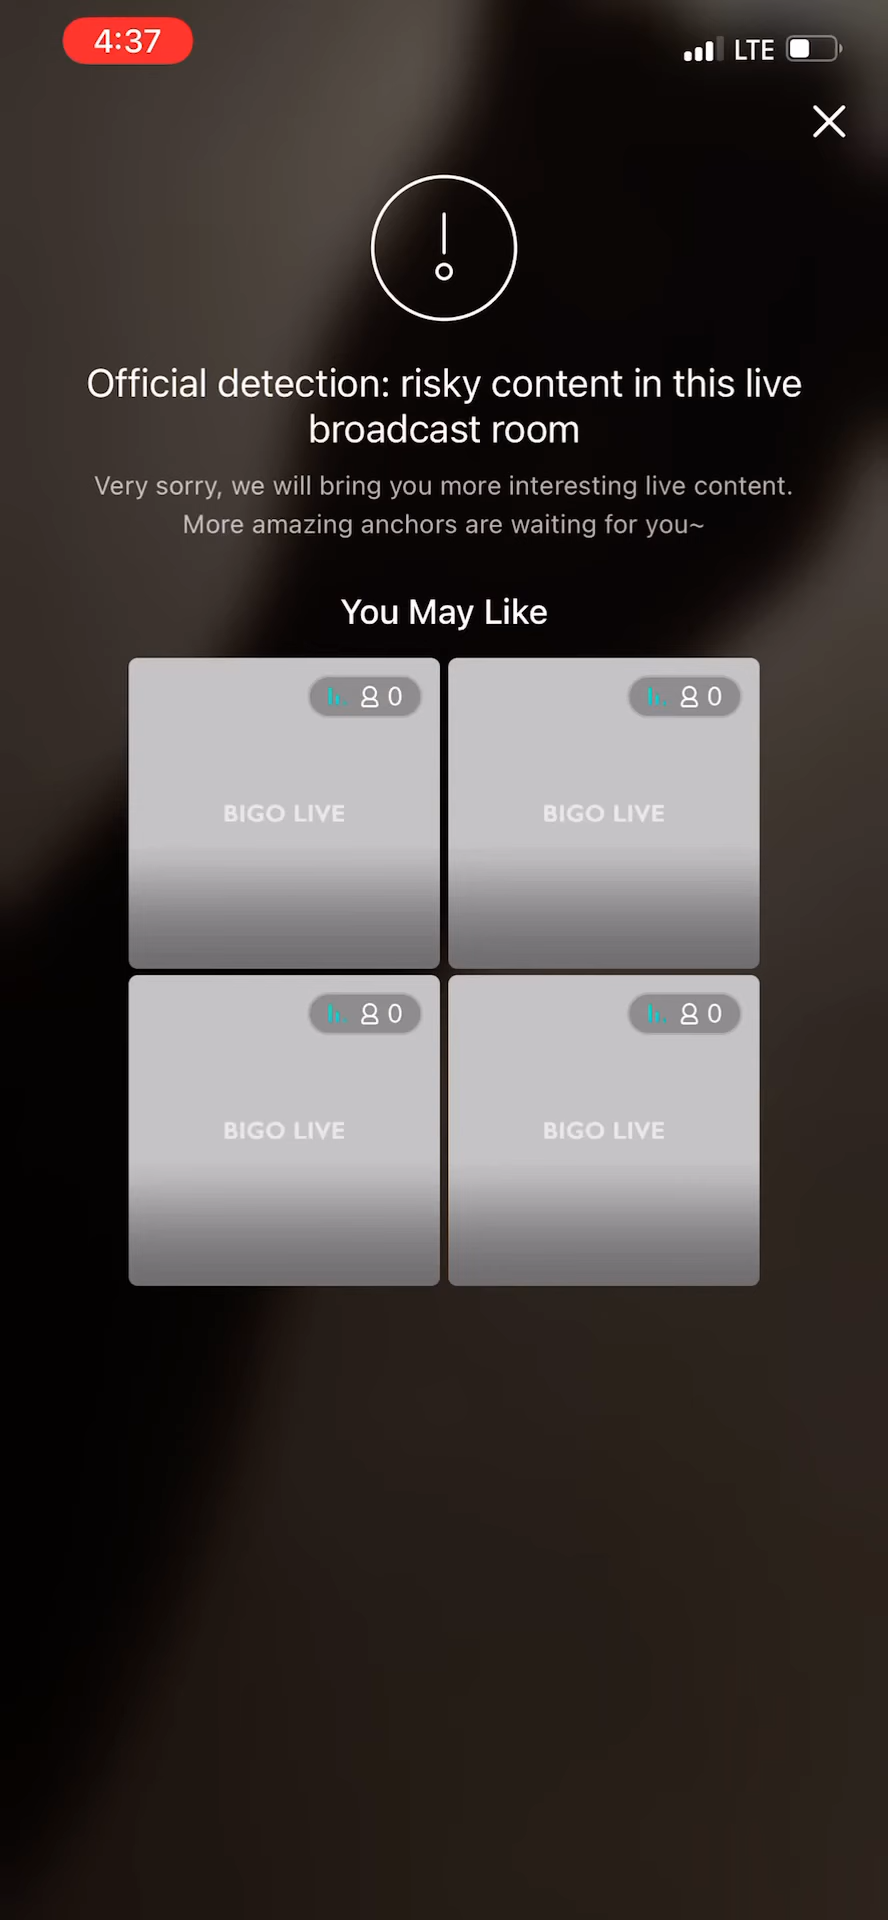 4:37
LTE
Official detection: risky content in this live
broadcast room
Very sorry, we will bring you more interesting live content.
More amazing anchors are waiting for you~
You May Like
0
0
BIGO LIVE
BIGO LIVE
0
0
BIGO LIVE
BIGO LIVE